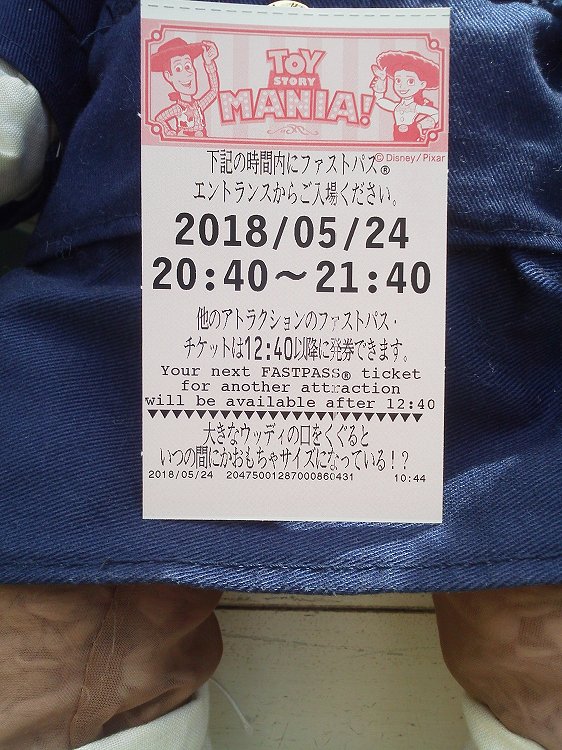 TOY
STORY
MANIA!
© Disney/Pixar
下記の時間内にファストパス®
エントランスからご入場ください。
2018/05/24
20:40～21:40
他のアトラクションのファストパス・
チケットは12:40以降に発券できます。
Your next FASTPASS® ticket
for another attraction
will be available after 12:40
大きなウッディの口をくぐると
いつの間にかおもちゃサイズになっている！？
2018/05/24 20475001287000860431 10:44